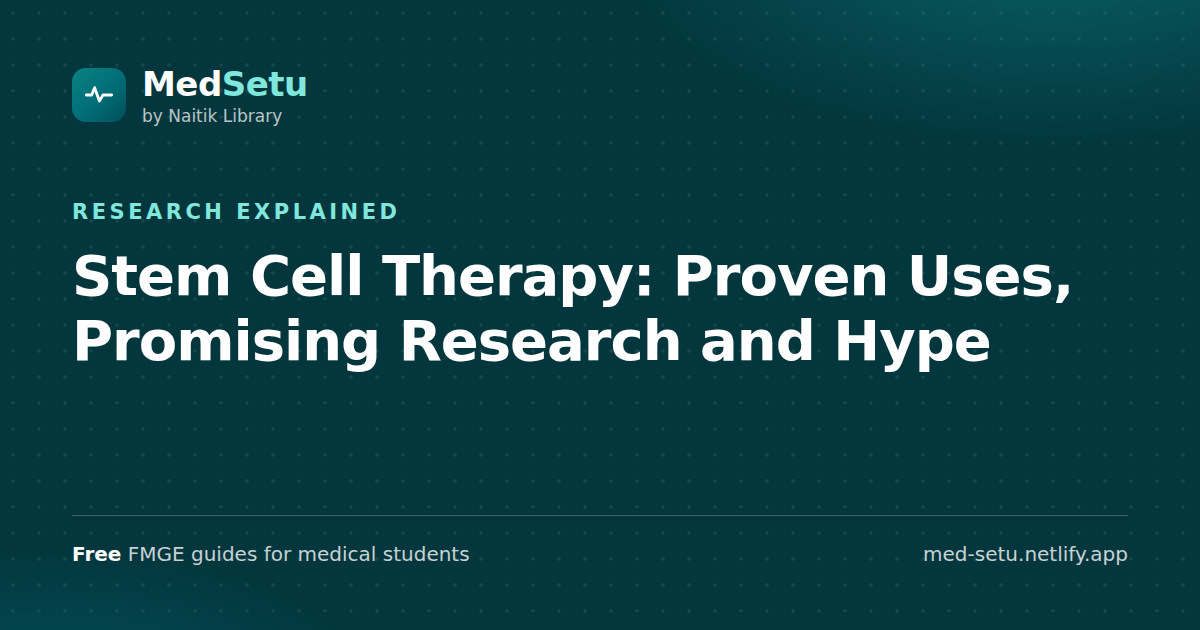 MedSetu
by Naitik Library
RESEARCH EXPLAINED
Stem Cell Therapy: Proven Uses,
Promising Research and Hype
Free FMGE guides for medical students
med-setu.netlify.app